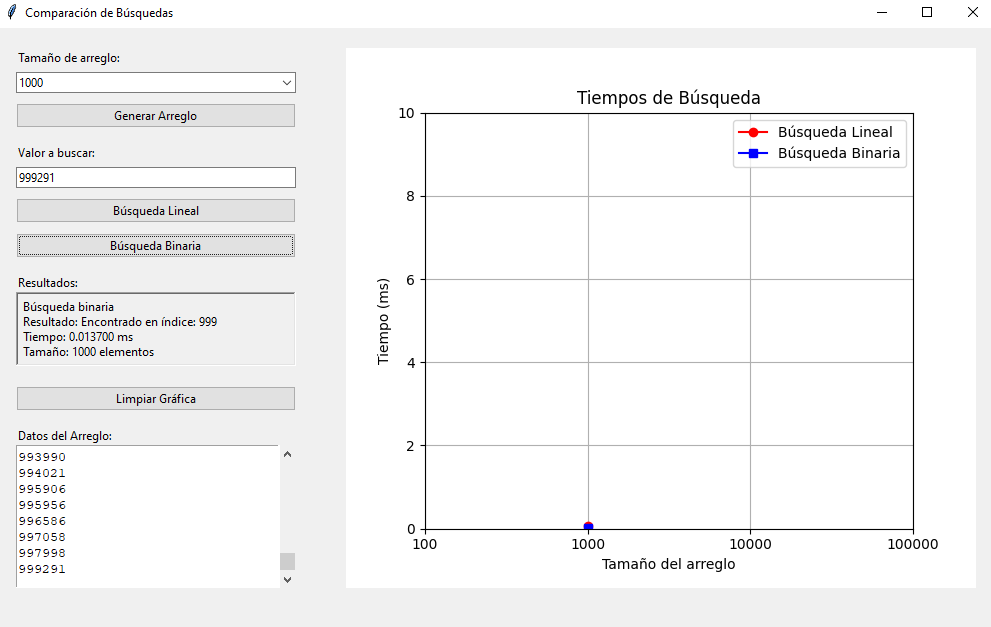 Comparación de Búsquedas
Tamaño de arreglo:
1000
Generar Arreglo
Valor a buscar:
999291
Búsqueda Lineal
Búsqueda Binaria
Resultados:
Búsqueda binaria
Resultado: Encontrado en índice: 999
Tiempo: 0.013700 ms
Tamaño: 1000 elementos
Limpiar Gráfica
Datos del Arreglo:
993990
994021
995906
995956
996586
997058
997998
999291
Tiempos de Búsqueda
Búsqueda Lineal
Búsqueda Binaria
Tiempo (ms)
10
8
6
4
2
0
100 1000 10000 100000
Tamaño del arreglo